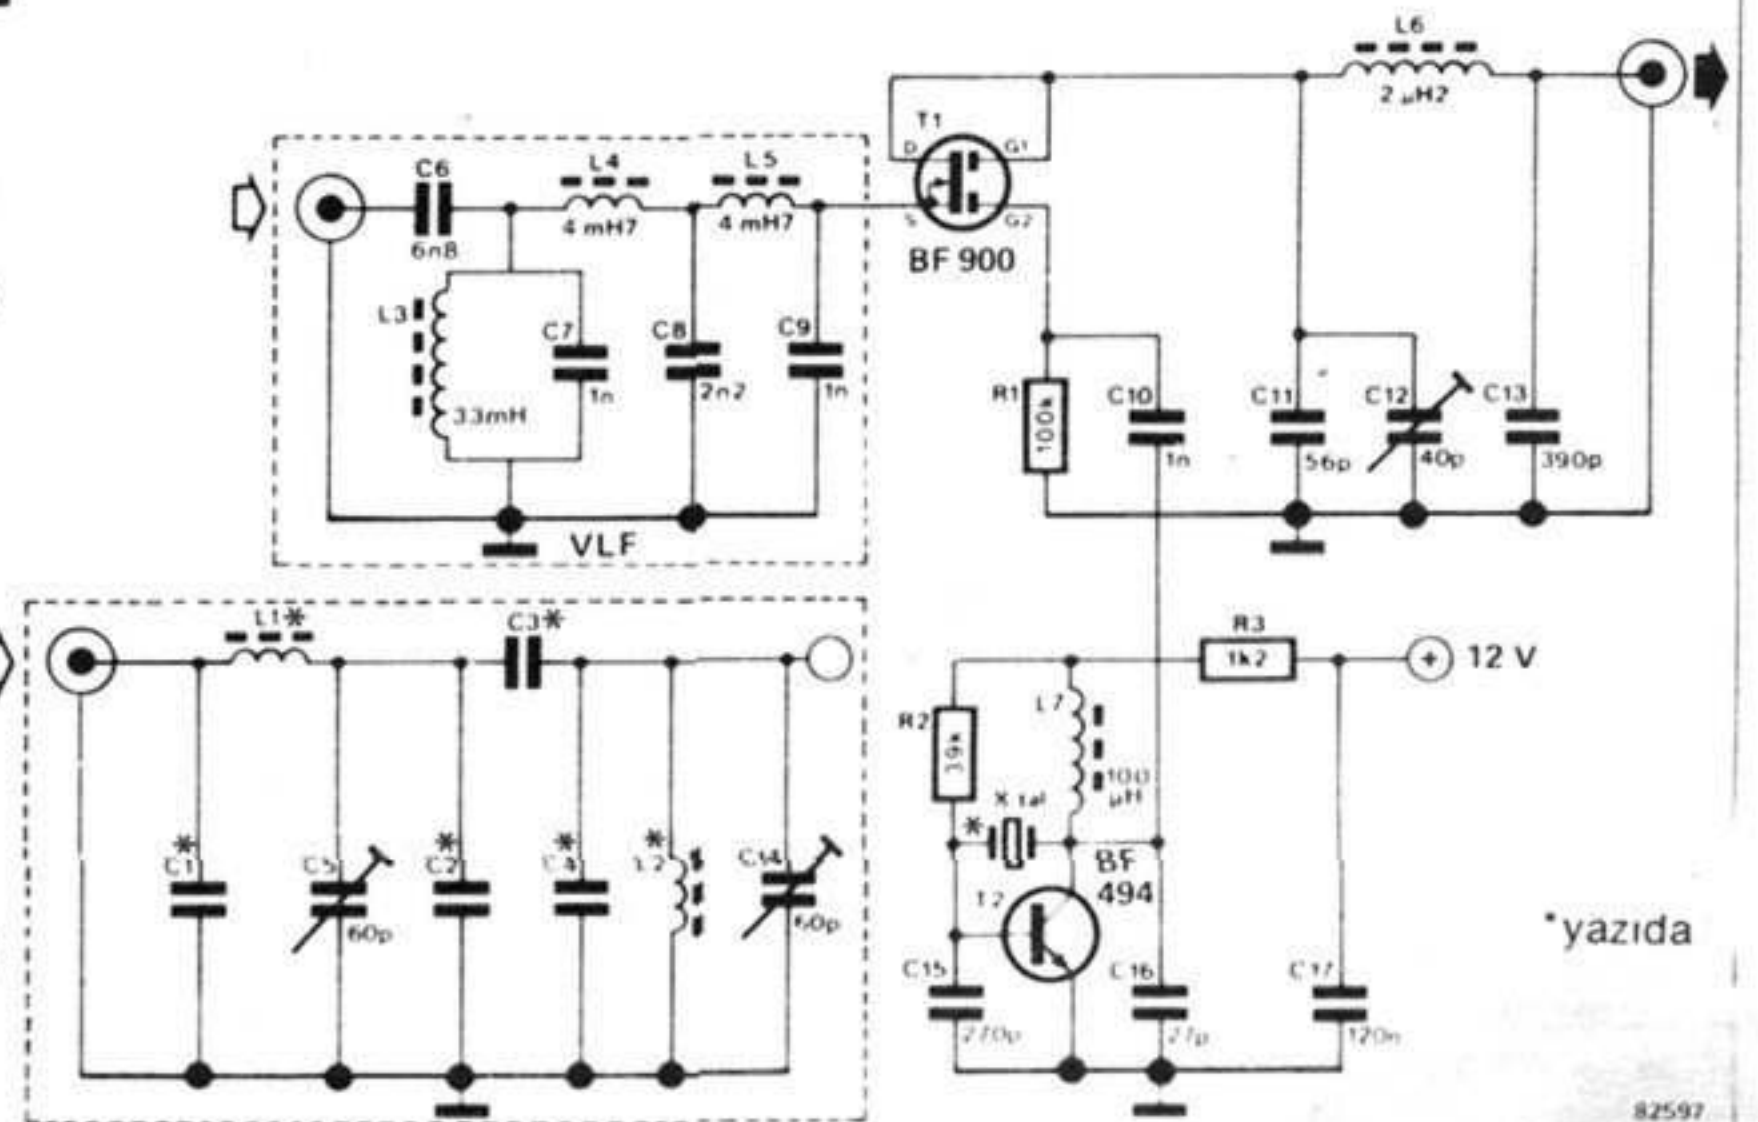 L6
2 µH2
T1
D
G1
S
G2
BF 900
C6
6n8
L4
4 mH7
L5
4 mH7
L3
33mH
C7
1n
C8
2n2
C9
1n
VLF
R1
100k
C10
1n
C11
56p
C12
40p
C13
390p
L1*
C3*
*
C1
C5
60p
*
C2
*
C4
*
L2
C14
60p
R3
1k2
+
12 V
R2
39k
L7
100
µH
X tal
*
BF
494
T2
C15
270p
C16
27p
C17
120n
*yazıda
82597